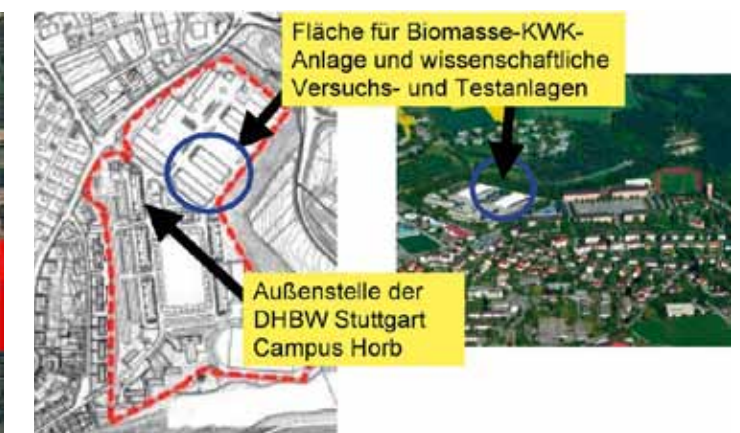 Fläche für Biomasse-KWK-
Anlage und wissenschaftliche
Versuchs- und Testanlagen
Außenstelle der
DHBW Stuttgart
Campus Horb